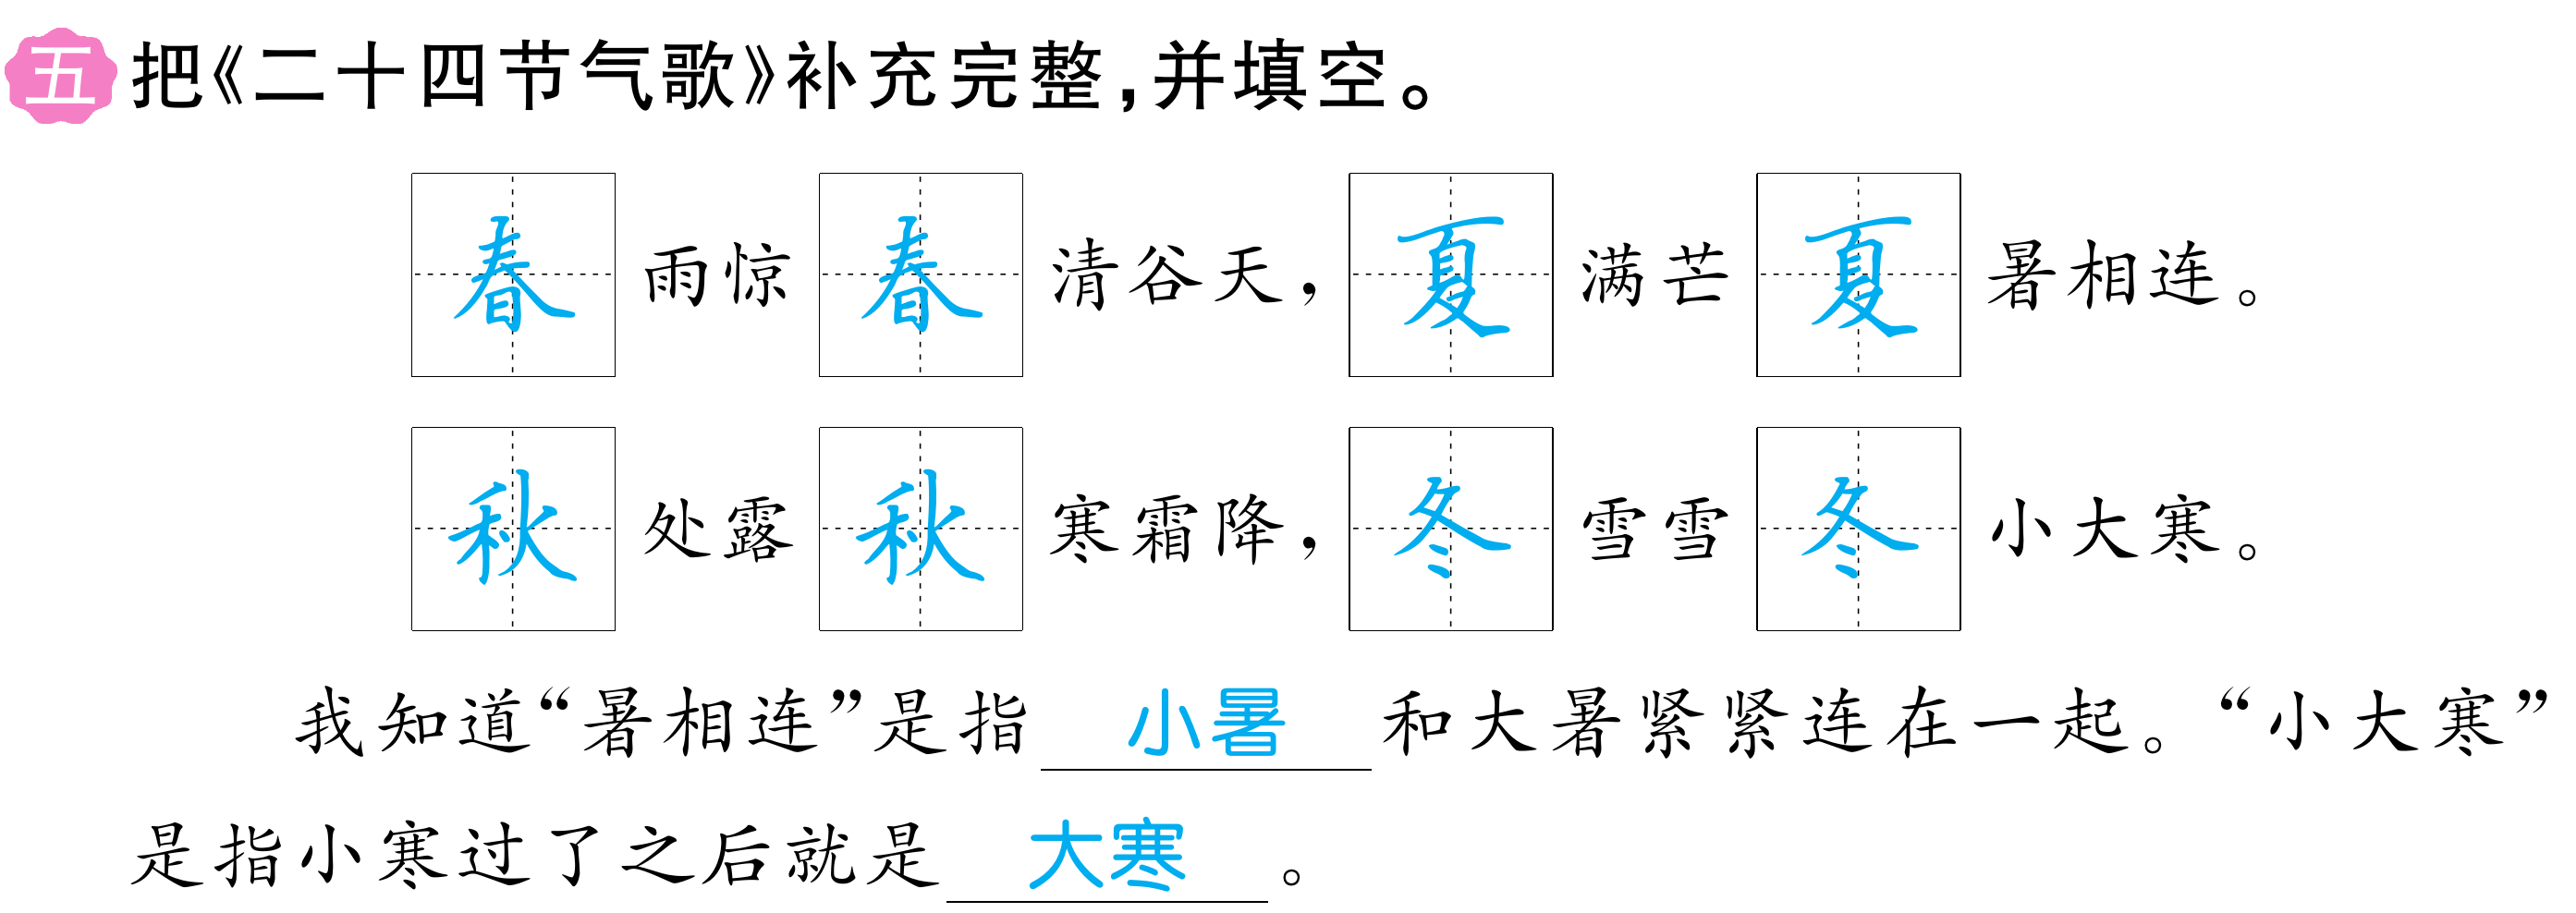 五 把《二十四节气歌》补充完整，并填空。
春雨惊春清谷天，夏满芒夏暑相连。
秋处露秋寒霜降，冬雪雪冬小大寒。
我知道“暑相连”是指 小暑 和大暑紧紧连在一起。“小大寒”
是指小寒过了之后就是 大寒 。